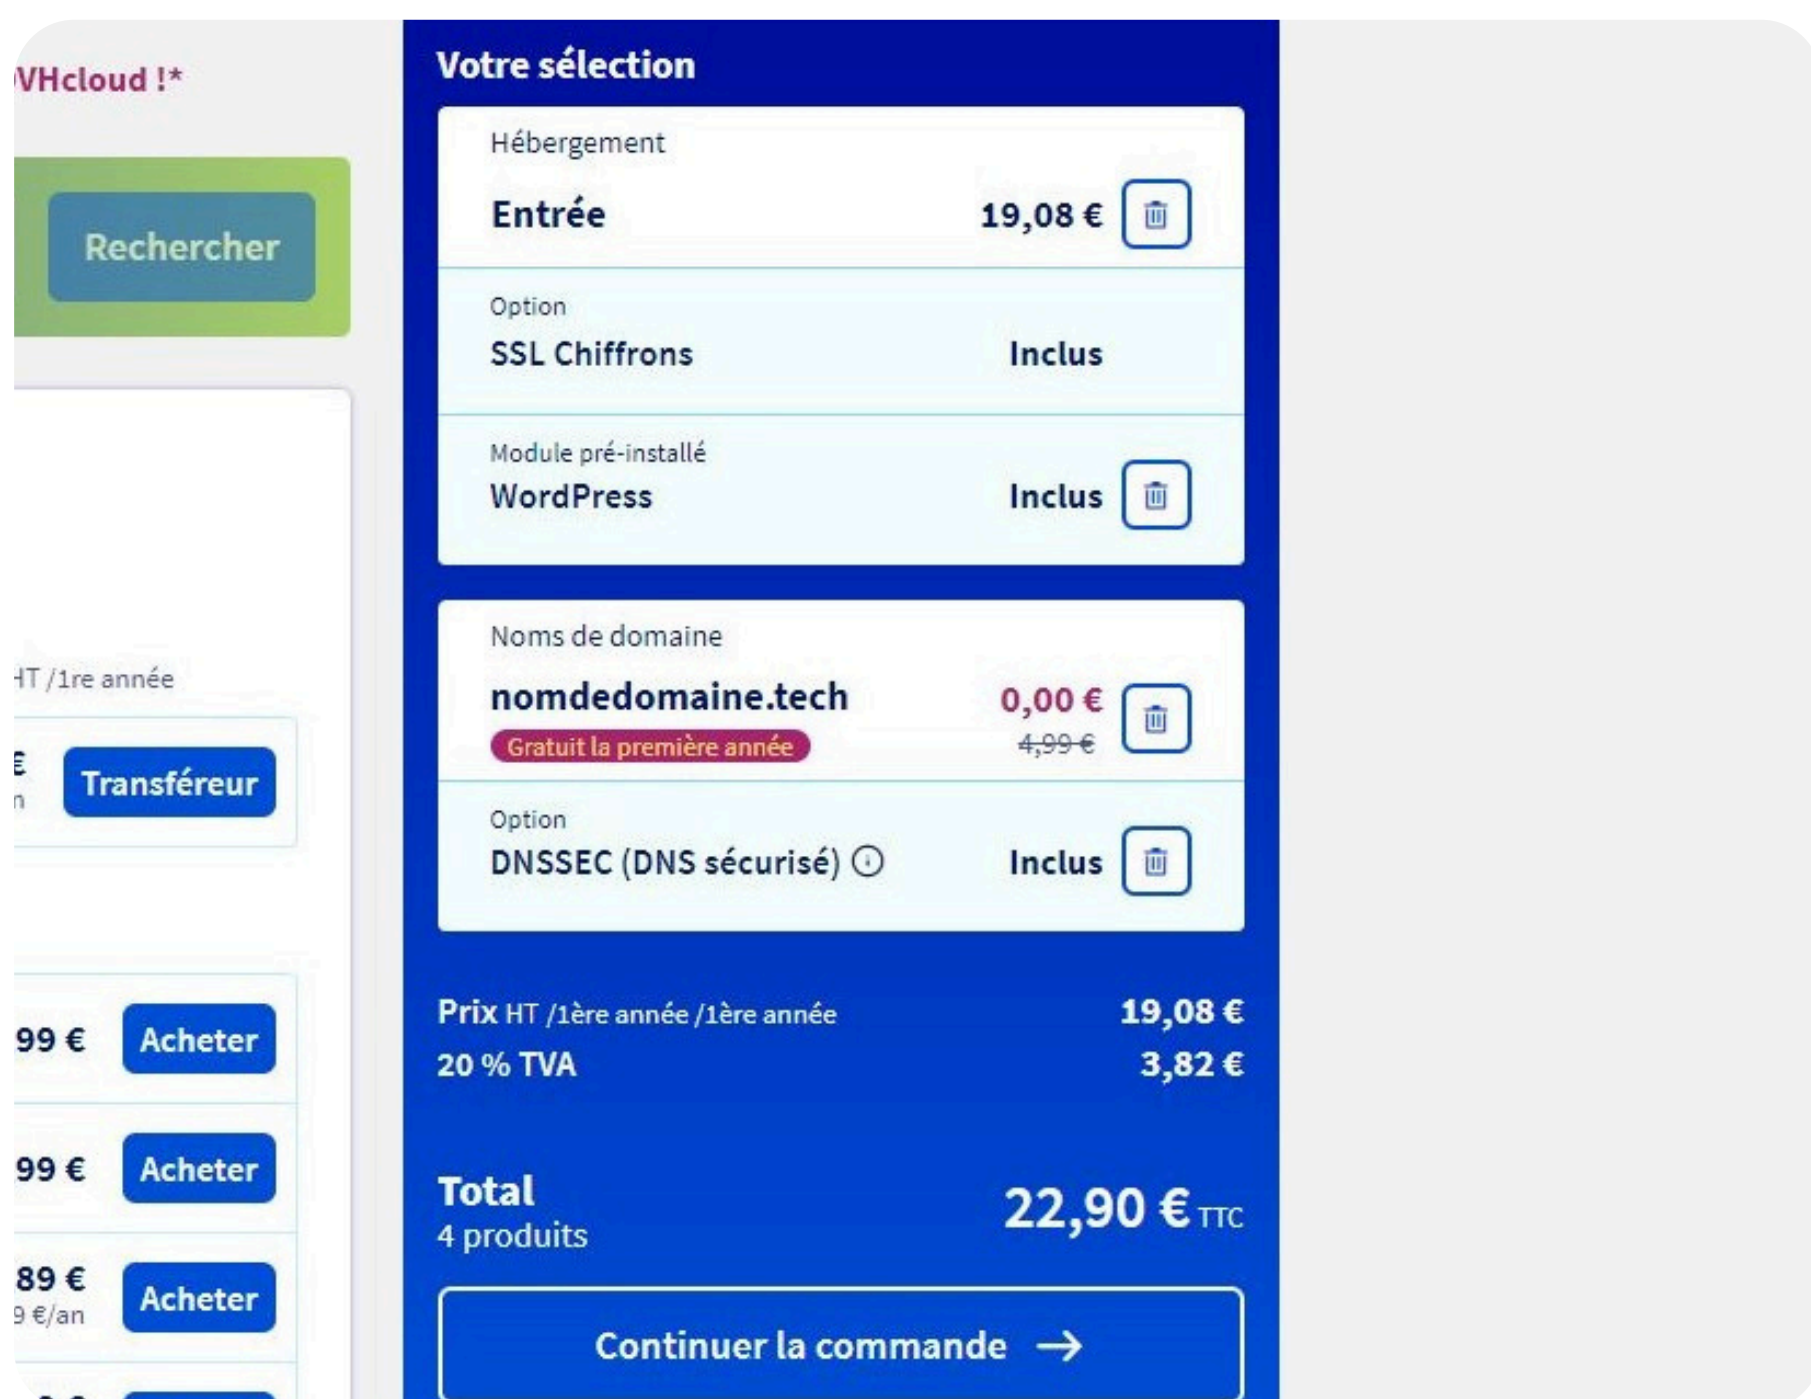 VHcloud !*
Rechercher
HT /1re année
€
Transféreur
n
99 €
Acheter
99 €
Acheter
89 €
9 €/an
Acheter
Votre sélection
Hébergement
Entrée 19,08 €
Option
SSL Chiffrons Inclus
Module pré-installé
WordPress Inclus
Noms de domaine
nomdedomaine.tech 0,00 €
Gratuit la première année 4,99 €
Option
DNSSEC (DNS sécurisé) Inclus
Prix HT /1ère année /1ère année 19,08 €
20 % TVA 3,82 €
Total
22,90 € TTC
4 produits
Continuer la commande →